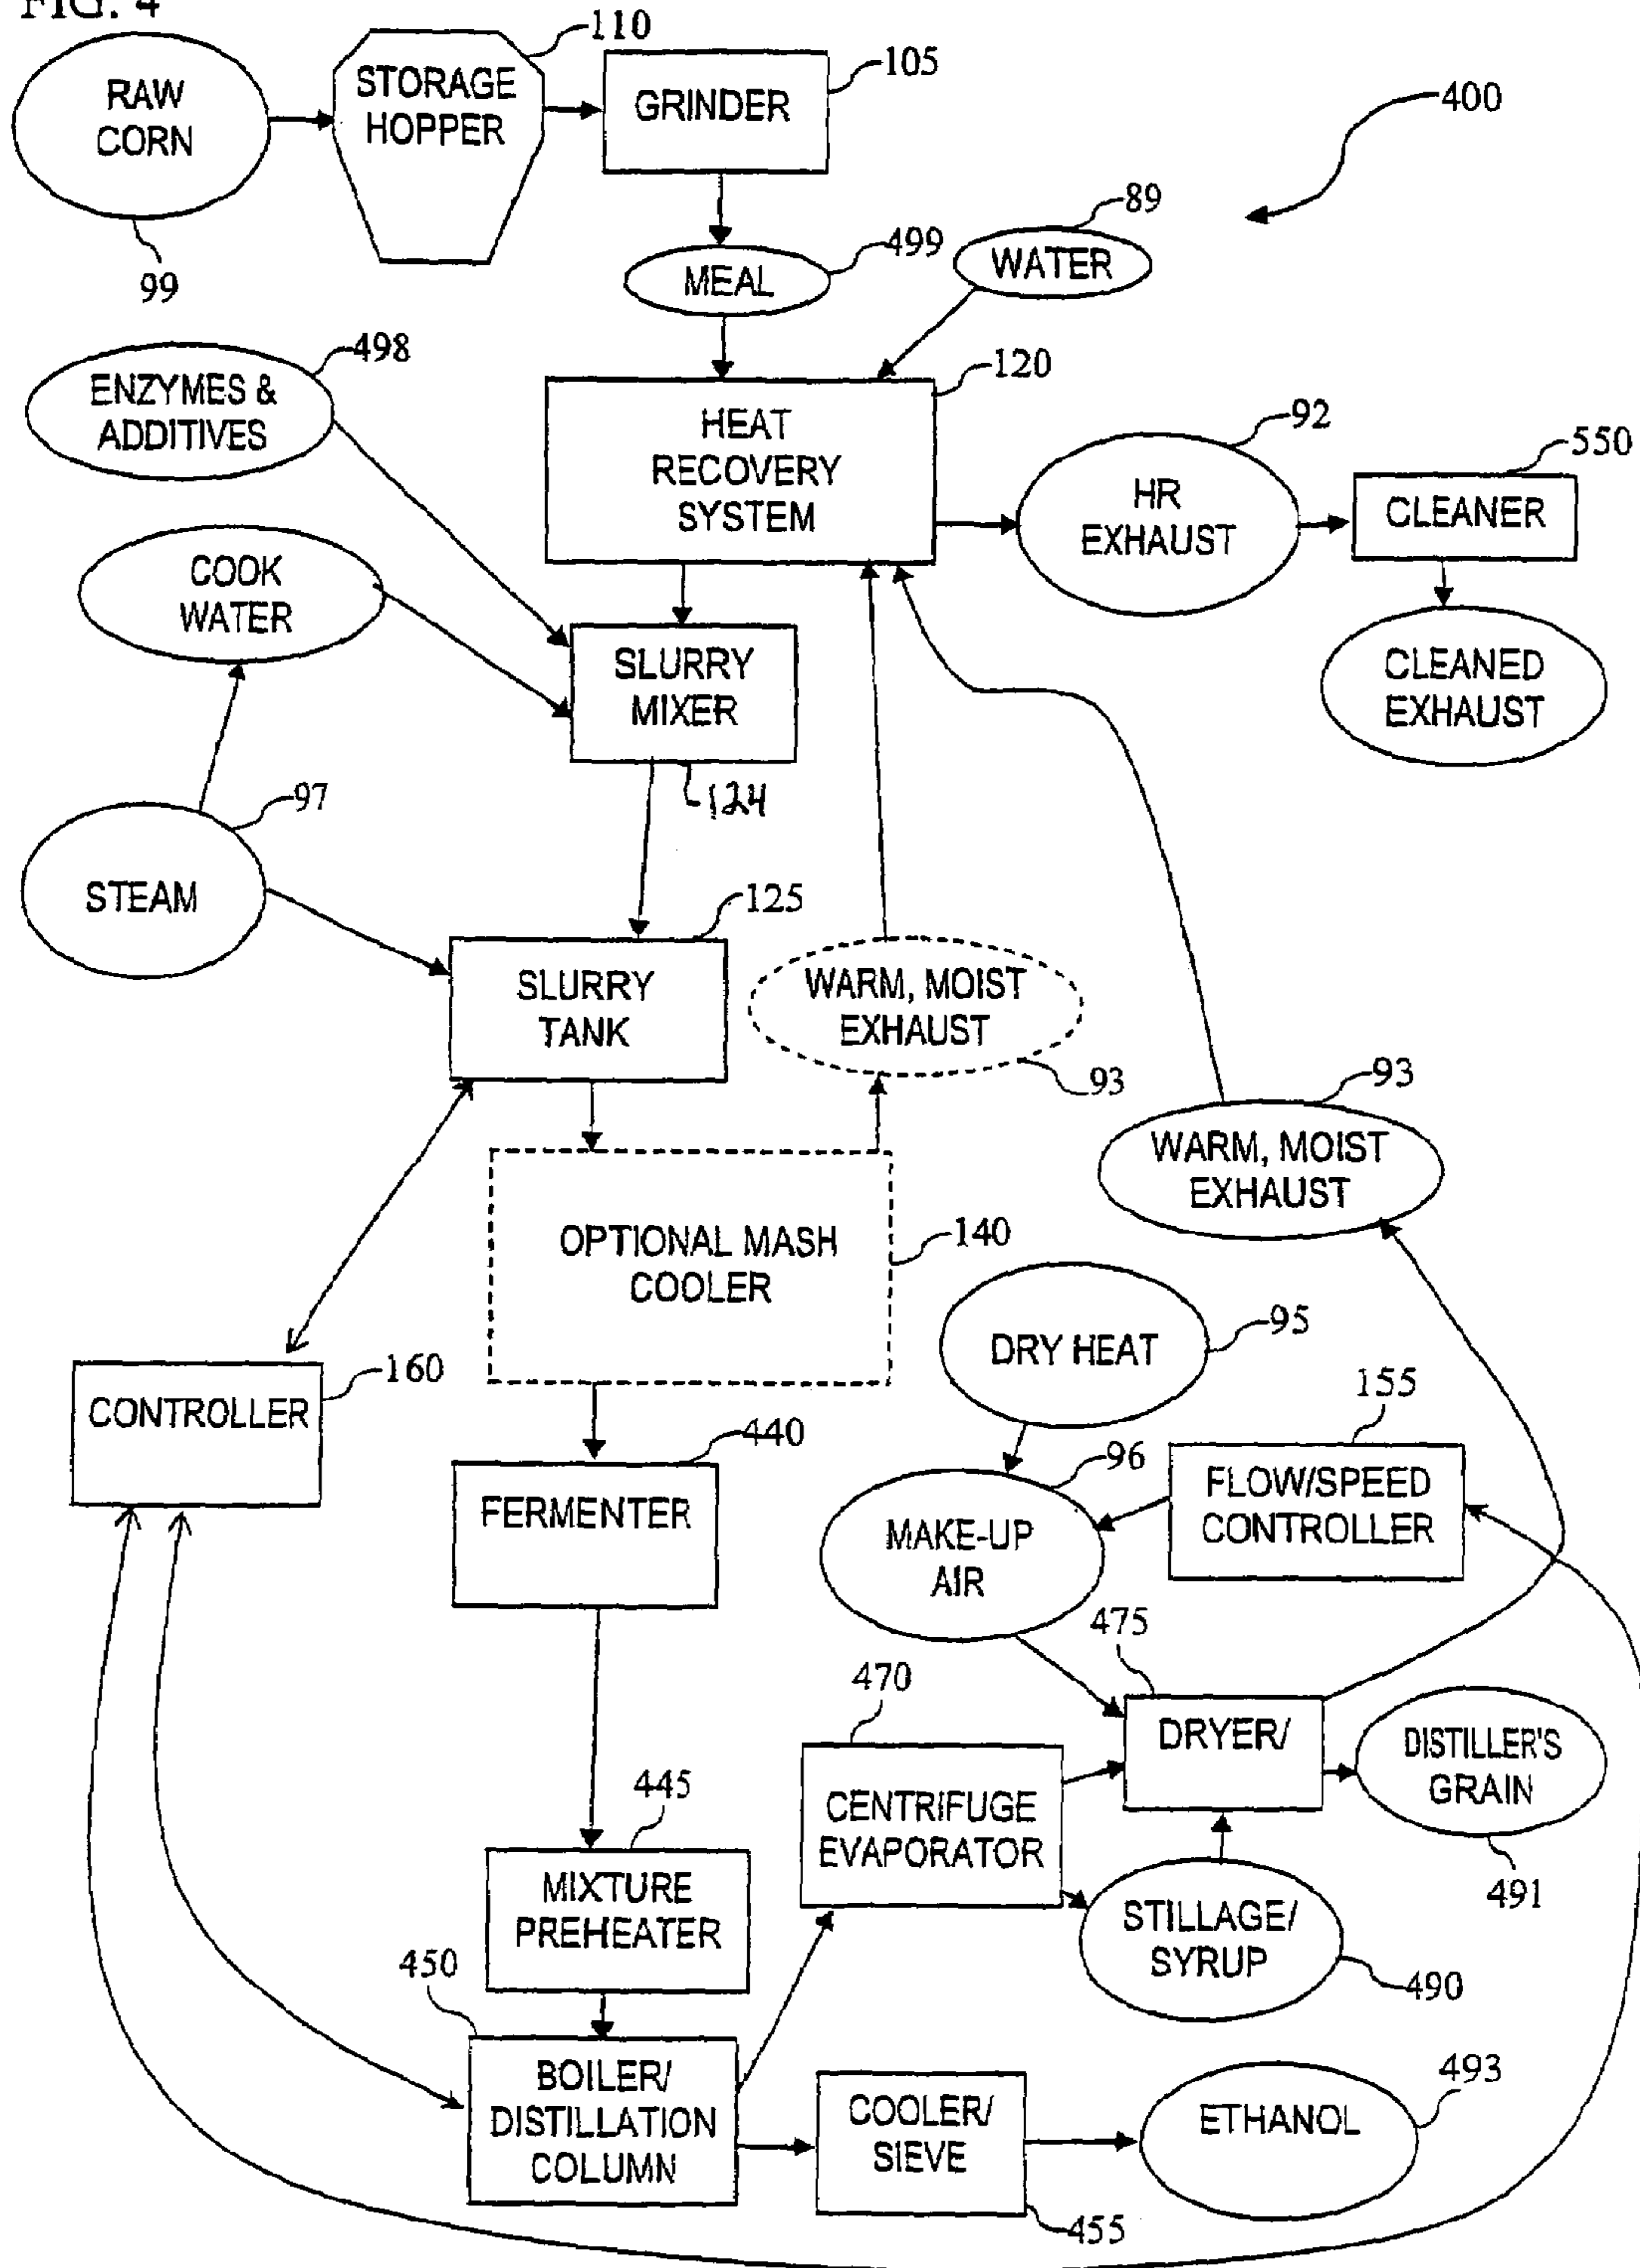 FIG. 4
110
RAW
CORN
STORAGE
HOPPER
GRINDER
105
400
99
89
WATER
499
MEAL
498
ENZYMES &
ADDITIVES
120
HEAT
RECOVERY
SYSTEM
92
HR
EXHAUST
550
CLEANER
COOK
WATER
SLURRY
MIXER
124
CLEANED
EXHAUST
97
STEAM
125
SLURRY
TANK
WARM, MOIST
EXHAUST
93
93
WARM, MOIST
EXHAUST
OPTIONAL MASH
COOLER
140
DRY HEAT
95
160
CONTROLLER
155
FLOW/SPEED
CONTROLLER
440
FERMENTER
96
MAKE-UP
AIR
475
DRYER/
470
CENTRIFUGE
EVAPORATOR
DISTILLER'S
GRAIN
491
445
MIXTURE
PREHEATER
STILLAGE/
SYRUP
490
450
BOILER/
DISTILLATION
COLUMN
COOLER/
SIEVE
455
493
ETHANOL